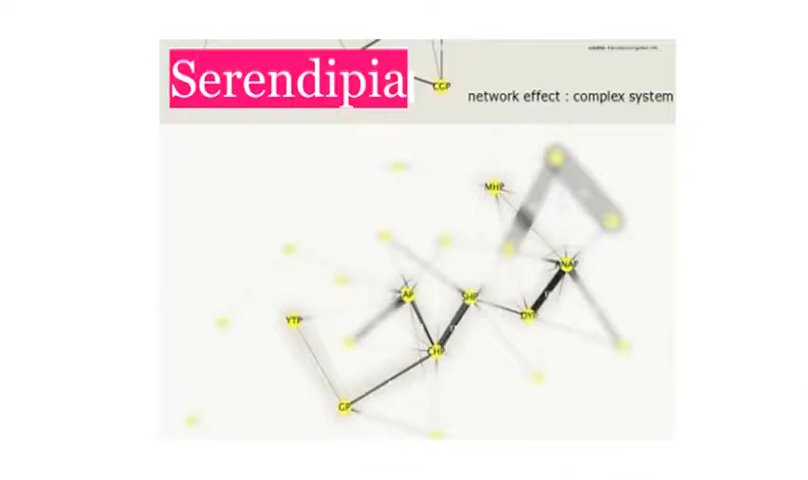 Serendipia
CGP
network effect : complex system
MHP
NAP
AP
SHP
DYP
YTP
CHP
GP